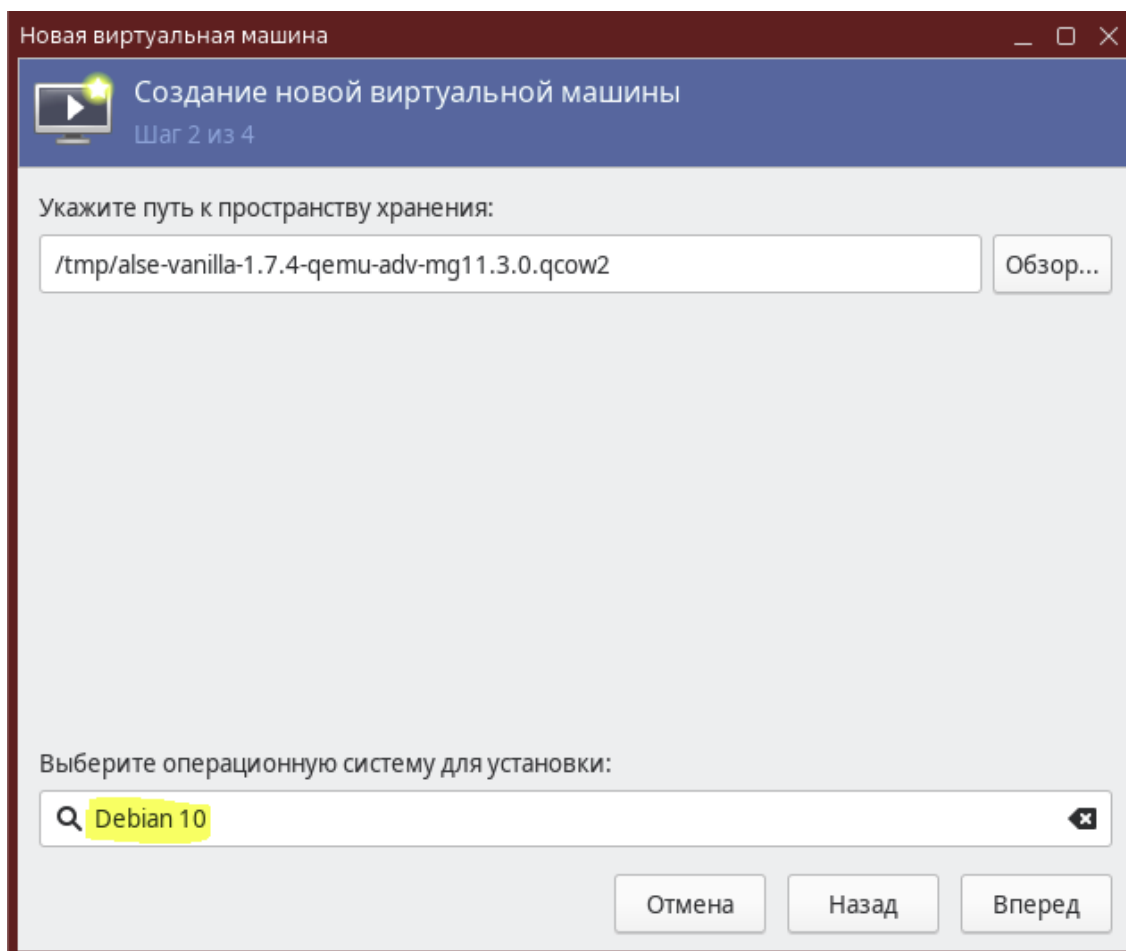 Новая виртуальная машина
Создание новой виртуальной машины
Шаг 2 из 4
Укажите путь к пространству хранения:
/tmp/alse-vanilla-1.7.4-qemu-adv-mg11.3.0.qcow2
Обзор...
Выберите операционную систему для установки:
Debian 10
Отмена
Назад
Вперед